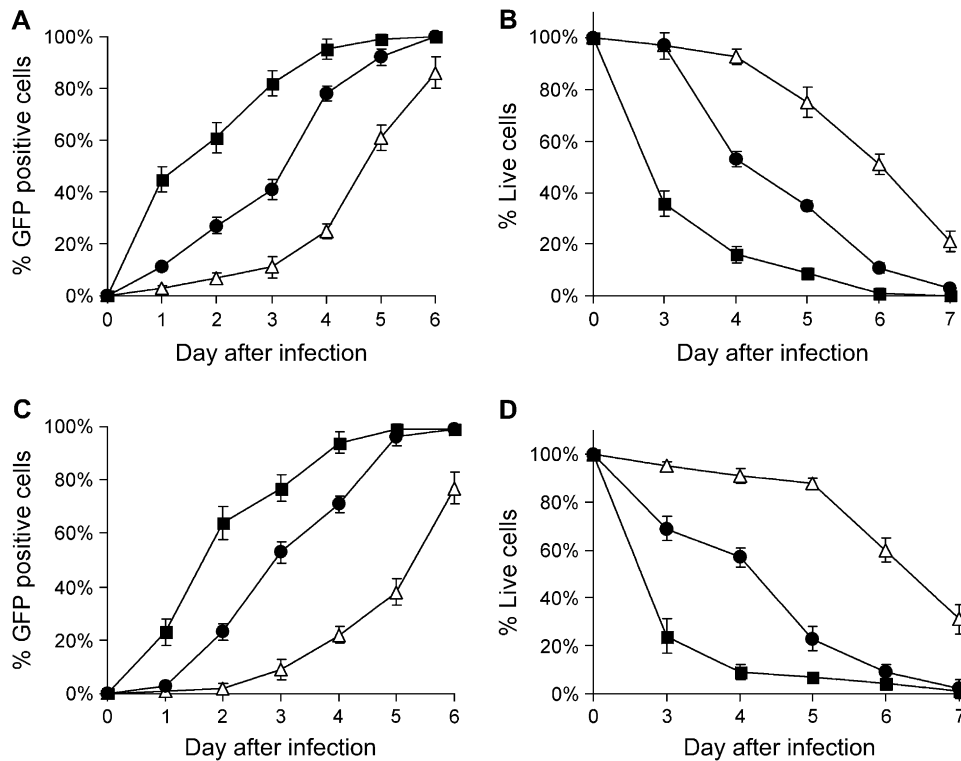 A
% GFP positive cells
100%
80%
60%
40%
20%
0%
0 1 2 3 4 5 6
Day after infection
B
% Live cells
100%
80%
60%
40%
20%
0%
0 3 4 5 6 7
Day after infection
C
% GFP positive cells
100%
80%
60%
40%
20%
0%
0 1 2 3 4 5 6
Day after infection
D
% Live cells
100%
80%
60%
40%
20%
0%
0 3 4 5 6 7
Day after infection